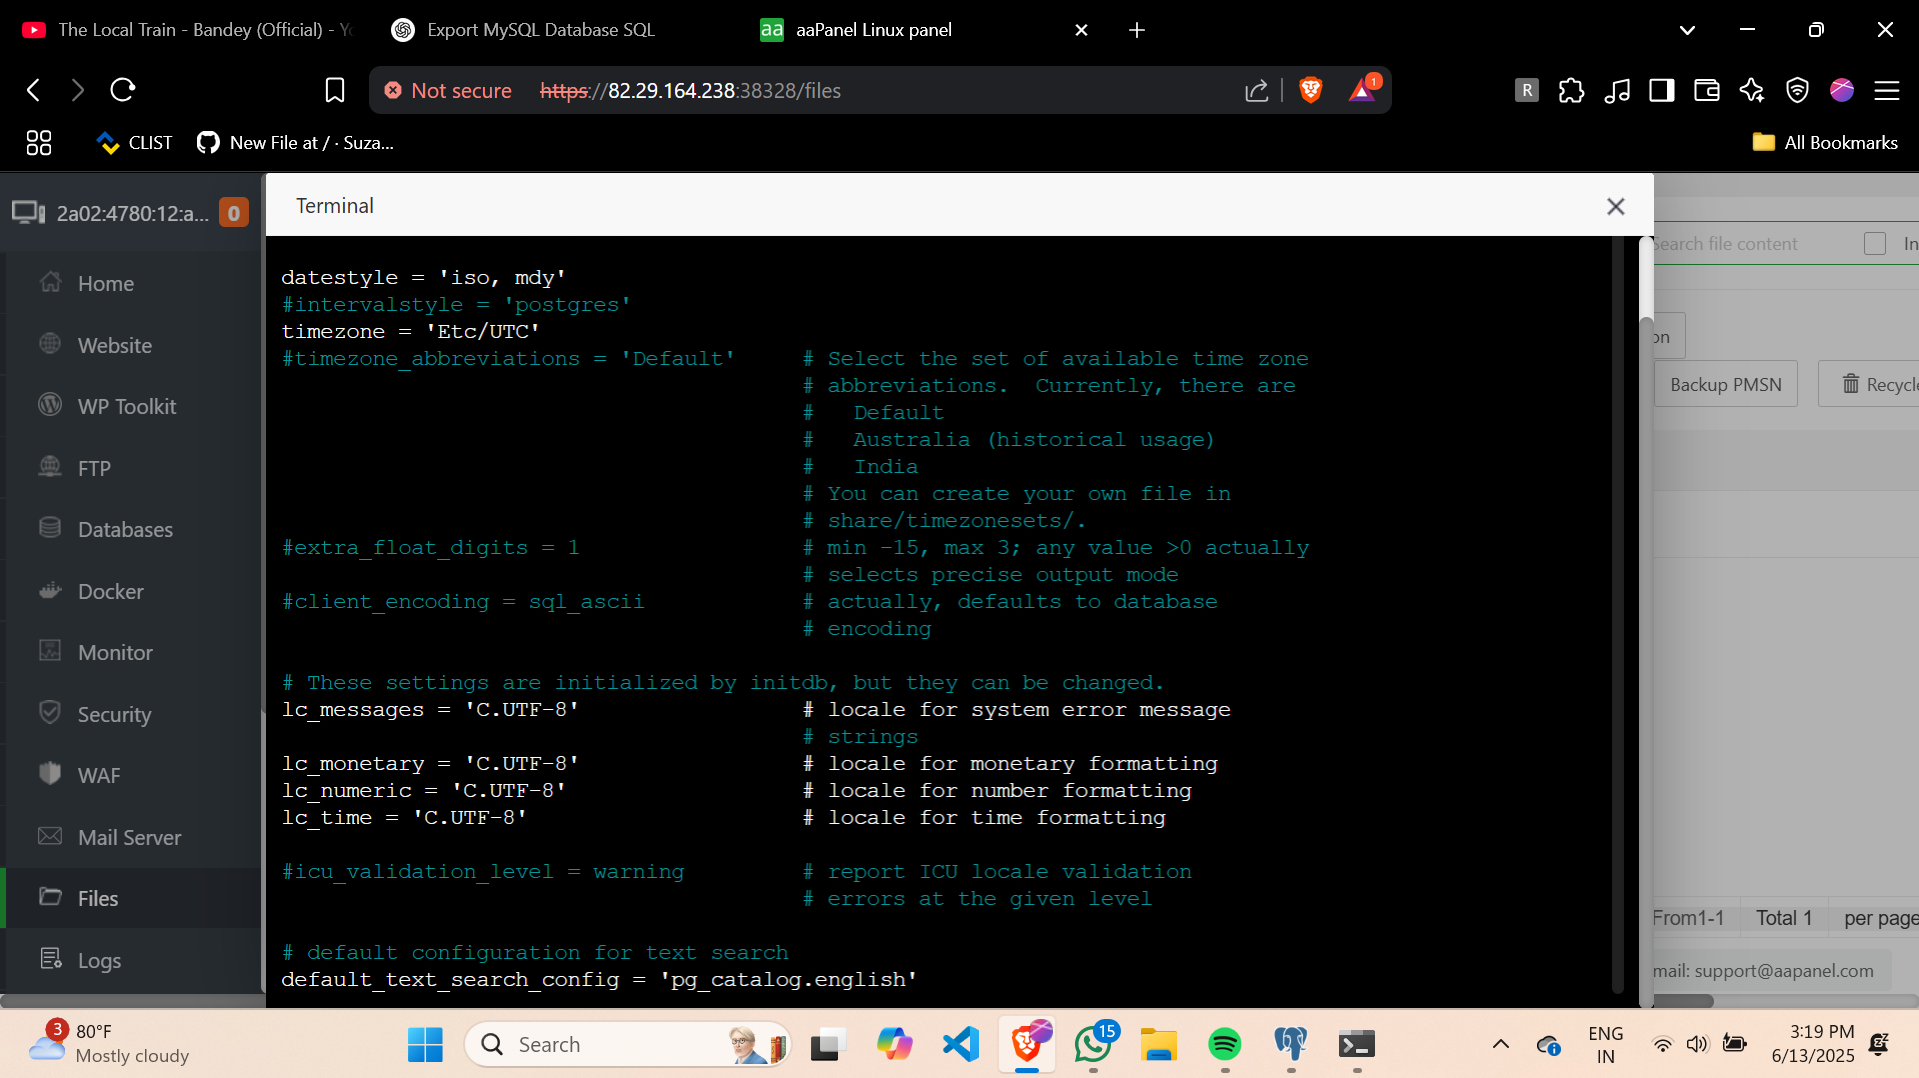 The Local Train - Bandey (Official) -
Export MySQL Database SQL
aa aaPanel Linux panel
Not secure https://82.29.164.238:38328/files
1
R
CLIST
New File at / · Suza...
All Bookmarks
2a02:4780:12:a... 0
Home
Website
WP Toolkit
FTP
Databases
Docker
Monitor
Security
WAF
Mail Server
Files
Logs
Terminal
datestyle = 'iso, mdy'
#intervalstyle = 'postgres'
timezone = 'Etc/UTC'
#timezone_abbreviations = 'Default' # Select the set of available time zone
# abbreviations. Currently, there are
# Default
# Australia (historical usage)
# India
# You can create your own file in
# share/timezonesets/.
#extra_float_digits = 1 # min -15, max 3; any value >0 actually
# selects precise output mode
#client_encoding = sql_ascii # actually, defaults to database
# encoding
# These settings are initialized by initdb, but they can be changed.
lc_messages = 'C.UTF-8' # locale for system error message
# strings
lc_monetary = 'C.UTF-8' # locale for monetary formatting
lc_numeric = 'C.UTF-8' # locale for number formatting
lc_time = 'C.UTF-8' # locale for time formatting
#icu_validation_level = warning # report ICU locale validation
# errors at the given level
# default configuration for text search
default_text_search_config = 'pg_catalog.english'
Search file content In
on
Backup PMSN Recycle
From1-1 Total 1 per page
mail: support@aapanel.com
3
80°F
Mostly cloudy
Search
15
ENG
IN
3:19 PM
6/13/2025